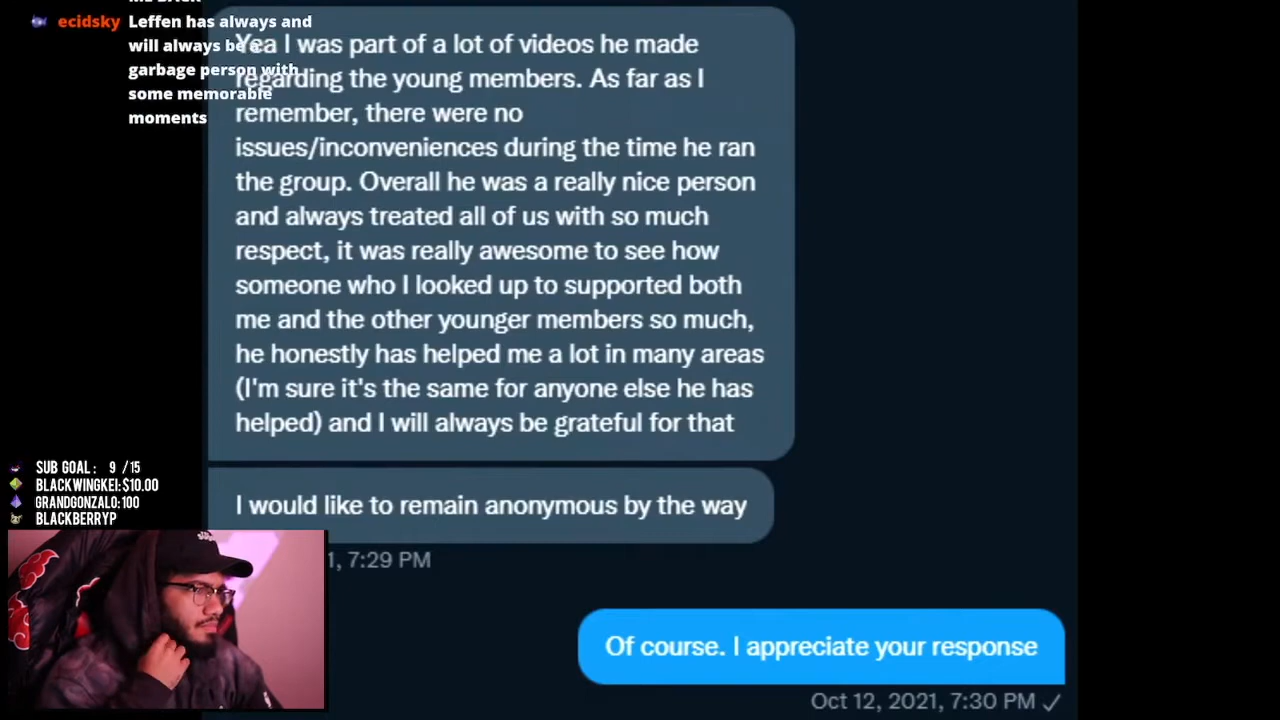 ecidsky Leffen has always and
will always be a
garbage person with
some memorable
moments
Yea I was part of a lot of videos he made
regarding the young members. As far as I
remember, there were no
issues/inconveniences during the time he ran
the group. Overall he was a really nice person
and always treated all of us with so much
respect, it was really awesome to see how
someone who I looked up to supported both
me and the other younger members so much,
he honestly has helped me a lot in many areas
(I'm sure it's the same for anyone else he has
helped) and I will always be grateful for that
I would like to remain anonymous by the way
1, 7:29 PM
Of course. I appreciate your response
Oct 12, 2021, 7:30 PM ✓
SUB GOAL: 9 /15
BLACKWINGKEI:$10.00
GRANDGONZALO:100
BLACKBERRYP